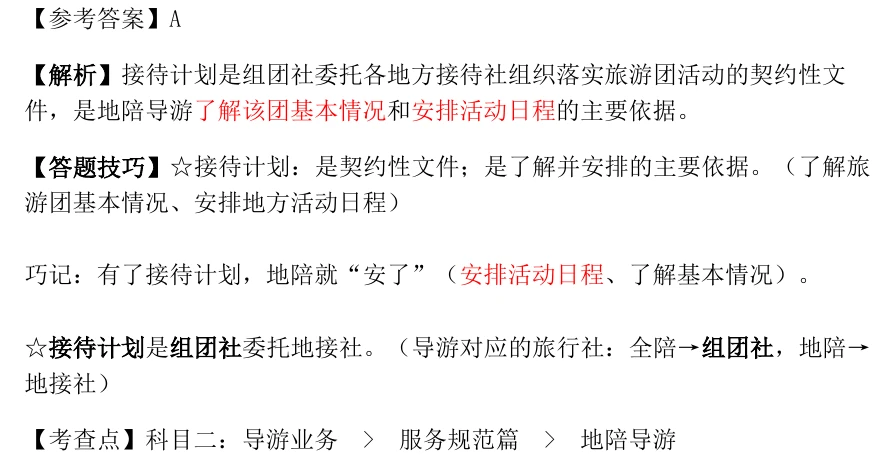 【参考答案】A
【解析】接待计划是组团社委托各地方接待社组织落实旅游团活动的契约性文
件，是地陪导游了解该团基本情况和安排活动日程的主要依据。
【答题技巧】☆接待计划：是契约性文件；是了解并安排的主要依据。（了解旅
游团基本情况、安排地方活动日程）
巧记：有了接待计划，地陪就“安了”（安排活动日程、了解基本情况）。
☆接待计划是组团社委托地接社。（导游对应的旅行社：全陪→组团社，地陪→
地接社）
【考查点】科目二：导游业务 > 服务规范篇 > 地陪导游